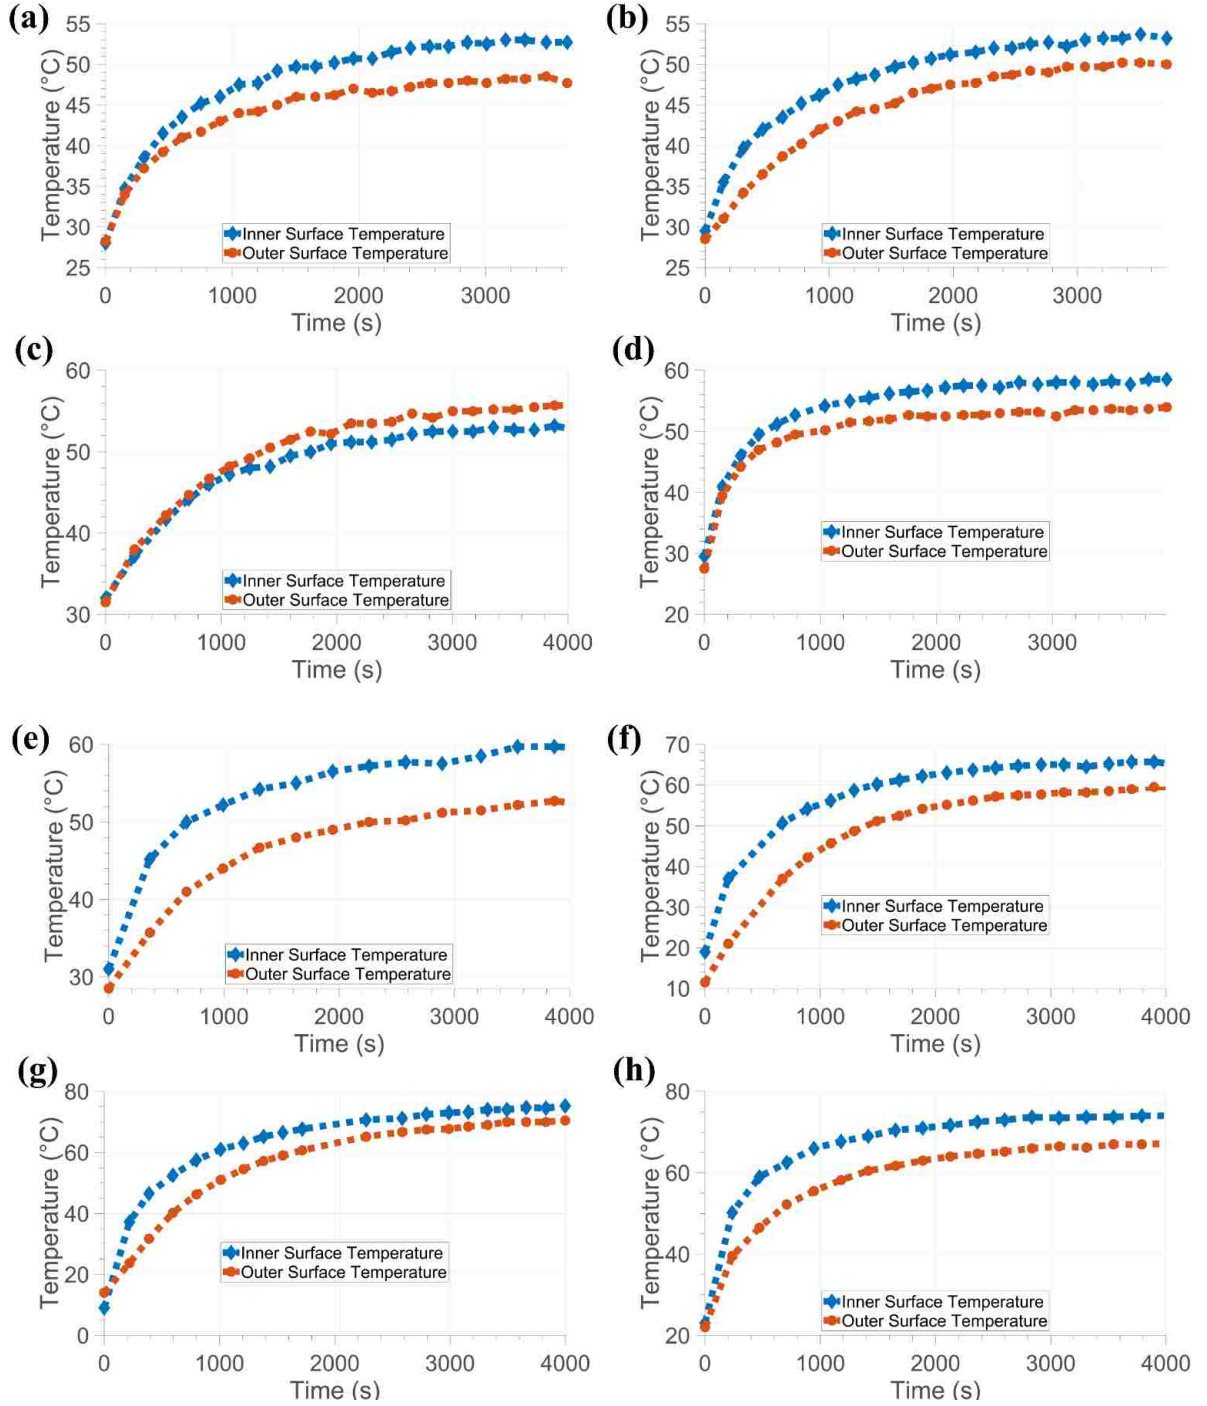 (a)
55
50
45
40
35
30
25
Temperature (°C)
Inner Surface Temperature
Outer Surface Temperature
0 1000 2000 3000
Time (s)
(b)
55
50
45
40
35
30
25
Temperature (°C)
Inner Surface Temperature
Outer Surface Temperature
0 1000 2000 3000
Time (s)
(c)
60
50
40
30
Temperature (°C)
Inner Surface Temperature
Outer Surface Temperature
0 1000 2000 3000 4000
Time (s)
(d)
60
50
40
30
20
Temperature (°C)
Inner Surface Temperature
Outer Surface Temperature
0 1000 2000 3000
Time (s)
(e)
60
50
40
30
Temperature (°C)
Inner Surface Temperature
Outer Surface Temperature
0 1000 2000 3000 4000
Time (s)
(f)
70
60
50
40
30
20
10
Temperature (°C)
Inner Surface Temperature
Outer Surface Temperature
0 1000 2000 3000 4000
Time (s)
(g)
80
60
40
20
0
Temperature (°C)
Inner Surface Temperature
Outer Surface Temperature
0 1000 2000 3000 4000
Time (s)
(h)
80
60
40
20
Temperature (°C)
Inner Surface Temperature
Outer Surface Temperature
0 1000 2000 3000 4000
Time (s)